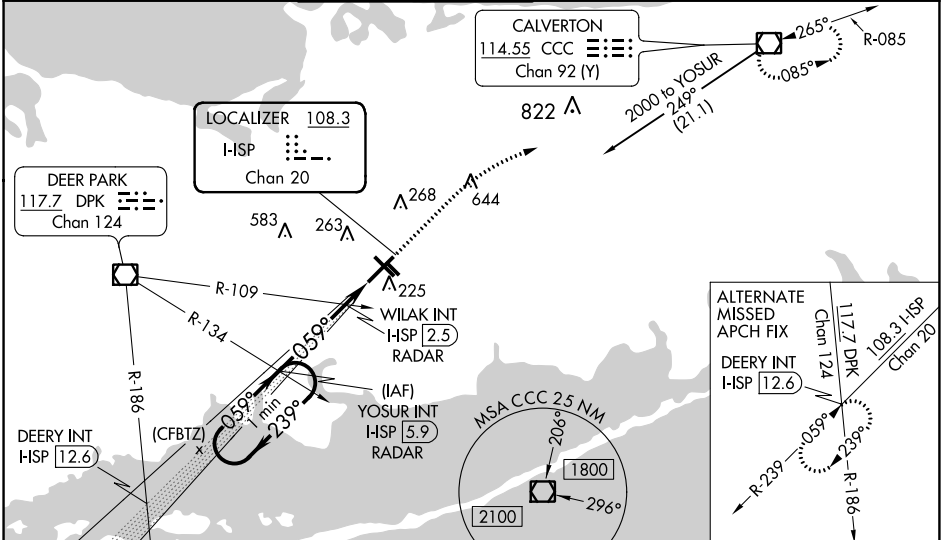 CALVERTON
114.55 CCC
Chan 92 (Y)
265°
R-085
085°
2000 to YOSUR
249°
(21.1)
822
LOCALIZER 108.3
I-ISP
Chan 20
DEER PARK
117.7 DPK
Chan 124
268
644
583
263
225
R-109
WILAK INT
I-ISP 2.5
RADAR
R-134
059°
R-186
(IAF)
YOSUR INT
I-ISP 5.9
RADAR
059°
1 min
239°
(CFBTZ)
x
DEERY INT
I-ISP 12.6
MSA CCC 25 NM
206°
1800
296°
2100
ALTERNATE
MISSED
APCH FIX
117.7 DPK
Chan 124
108.3 I-ISP
Chan 20
DEERY INT
I-ISP 12.6
059°
239°
R-239
R-186